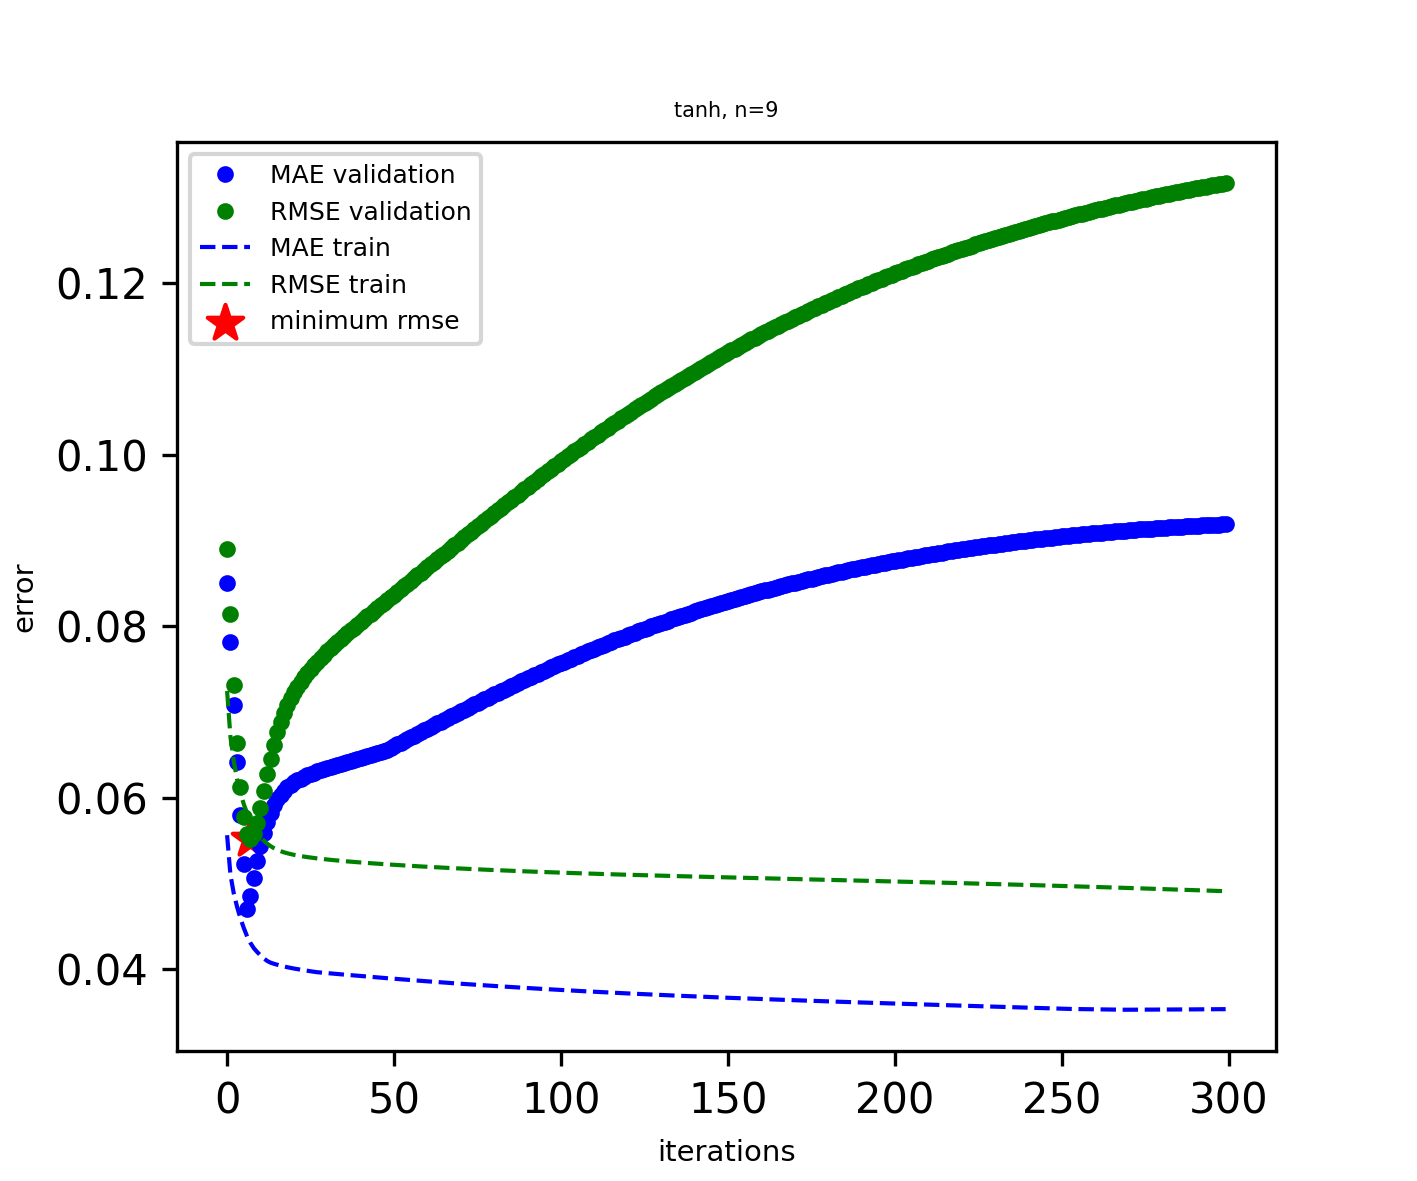 tanh, n=9
MAE validation
RMSE validation
MAE train
RMSE train
minimum rmse
0.12
0.10
0.08
0.06
0.04
error
0 50 100 150 200 250 300
iterations